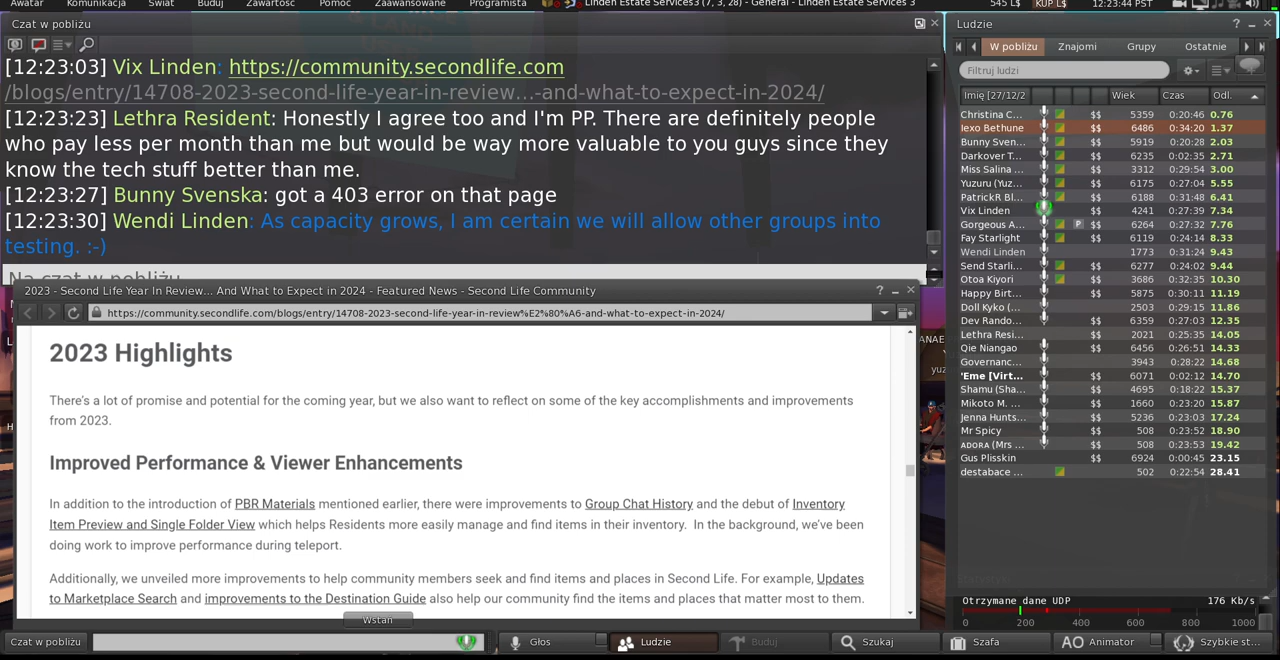 Awatar Komunikacja Świat Buduj Zawartość Pomoc Zaawansowane Programista Linden Estate Services3 (7, 3, 28) - General - Linden Estate Services 3 545 L$ KUP L$ 12:23:44 PST
Czat w pobliżu
[12:23:03] Vix Linden: https://community.secondlife.com
/blogs/entry/14708-2023-second-life-year-in-review...-and-what-to-expect-in-2024/
[12:23:23] Lethra Resident: Honestly I agree too and I'm PP. There are definitely people
who pay less per month than me but would be way more valuable to you guys since they
know the tech stuff better than me.
[12:23:27] Bunny Svenska: got a 403 error on that page
[12:23:30] Wendi Linden: As capacity grows, I am certain we will allow other groups into
testing. :-)
Na czat w pobliżu
2023 - Second Life Year In Review... And What to Expect in 2024 - Featured News - Second Life Community
https://community.secondlife.com/blogs/entry/14708-2023-second-life-year-in-review%E2%80%A6-and-what-to-expect-in-2024/
2023 Highlights
There's a lot of promise and potential for the coming year, but we also want to reflect on some of the key accomplishments and improvements
from 2023.
Improved Performance & Viewer Enhancements
In addition to the introduction of PBR Materials mentioned earlier, there were improvements to Group Chat History and the debut of Inventory
Item Preview and Single Folder View which helps Residents more easily manage and find items in their inventory. In the background, we've been
doing work to improve performance during teleport.
Additionally, we unveiled more improvements to help community members seek and find items and places in Second Life. For example, Updates
to Marketplace Search and improvements to the Destination Guide also help our community find the items and places that matter most to them.
Wstań
Ludzie
W pobliżu Znajomi Grupy Ostatnie
Filtruj ludzi
Imię [27/12/2 Wiek Czas Odl.
Christina C... $$ 5359 0:20:46 0.76
Iexo Bethune $$ 6486 0:34:20 1.37
Bunny Sven... $$ 5919 0:20:28 2.03
Darkover T... $$ 6235 0:02:35 2.71
Miss Salina ... $$ 3312 0:29:54 3.00
Yuzuru (Yuz... $$ 6175 0:27:04 5.55
PatrickR Bl... $$ 6188 0:31:48 6.41
Vix Linden $$ 4241 0:27:39 7.34
Gorgeous A... P $$ 6264 0:27:32 7.76
Fay Starlight $$ 6119 0:24:14 8.33
Wendi Linden 1773 0:31:24 9.43
Send Starli... $$ 6277 0:24:02 9.44
Otoa Kiyori $$ 3686 0:32:35 10.30
Happy Birt... $$ 5875 0:30:11 11.19
Doll Kyko (... 2503 0:29:15 11.86
Dev Rando... $$ 6359 0:27:03 12.35
Lethra Resi... $$ 2021 0:25:35 14.05
Qie Niangao $$ 6456 0:26:51 14.33
Governanc... 3943 0:28:22 14.68
'Eme [Virt... $$ 6071 0:02:12 14.70
Shamu (Sha... $$ 4695 0:18:22 15.37
Mikoto M. ... $$ 1660 0:23:20 15.87
Jenna Hunts... $$ 5236 0:23:03 17.24
Mr Spicy $$ 508 0:23:52 18.90
ᴀᴅᴏʀᴀ (Mrs ... $$ 508 0:23:53 19.42
Gus Plisskin $$ 6924 0:00:45 23.15
destabace ... 502 0:22:54 28.41
Otrzymane dane UDP 176 Kb/s
0 200 400 600 800 1000
Czat w pobliżu Głos Ludzie Buduj Szukaj Szafa AO Animator Szybkie st...